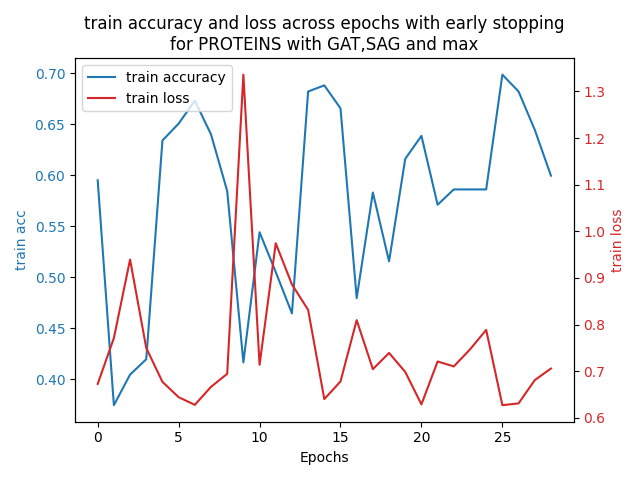 train accuracy and loss across epochs with early stopping
for PROTEINS with GAT,SAG and max
train accuracy
train loss
0.70
0.65
0.60
0.55
0.50
0.45
0.40
train acc
1.3
1.2
1.1
1.0
0.9
0.8
0.7
0.6
train loss
0 5 10 15 20 25
Epochs